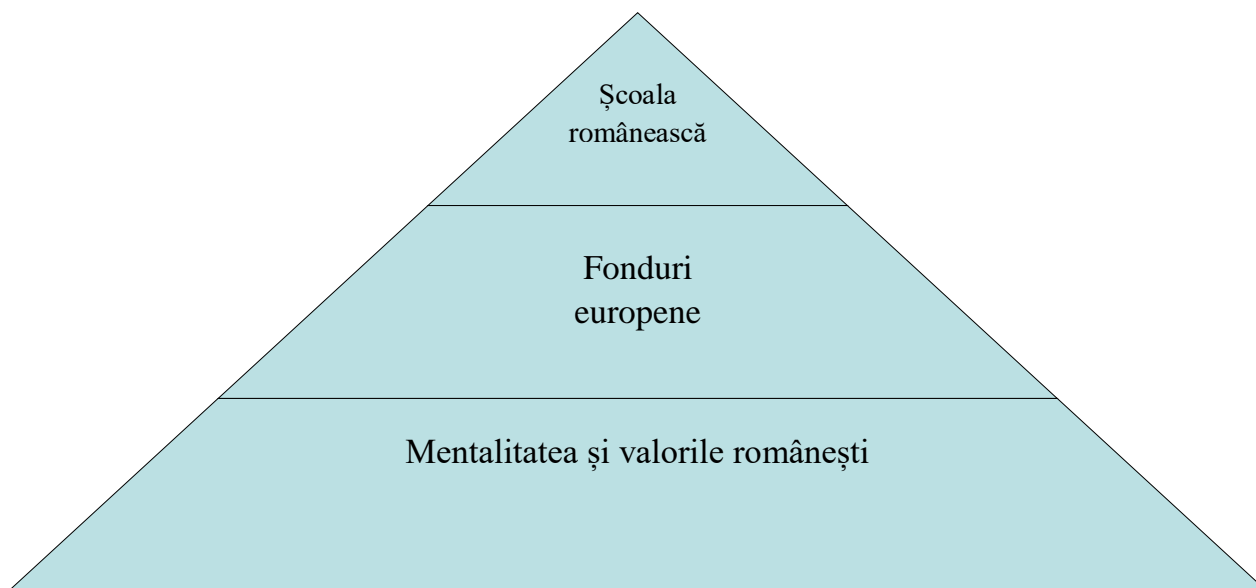 Școala
românească
Fonduri
europene
Mentalitatea și valorile românești